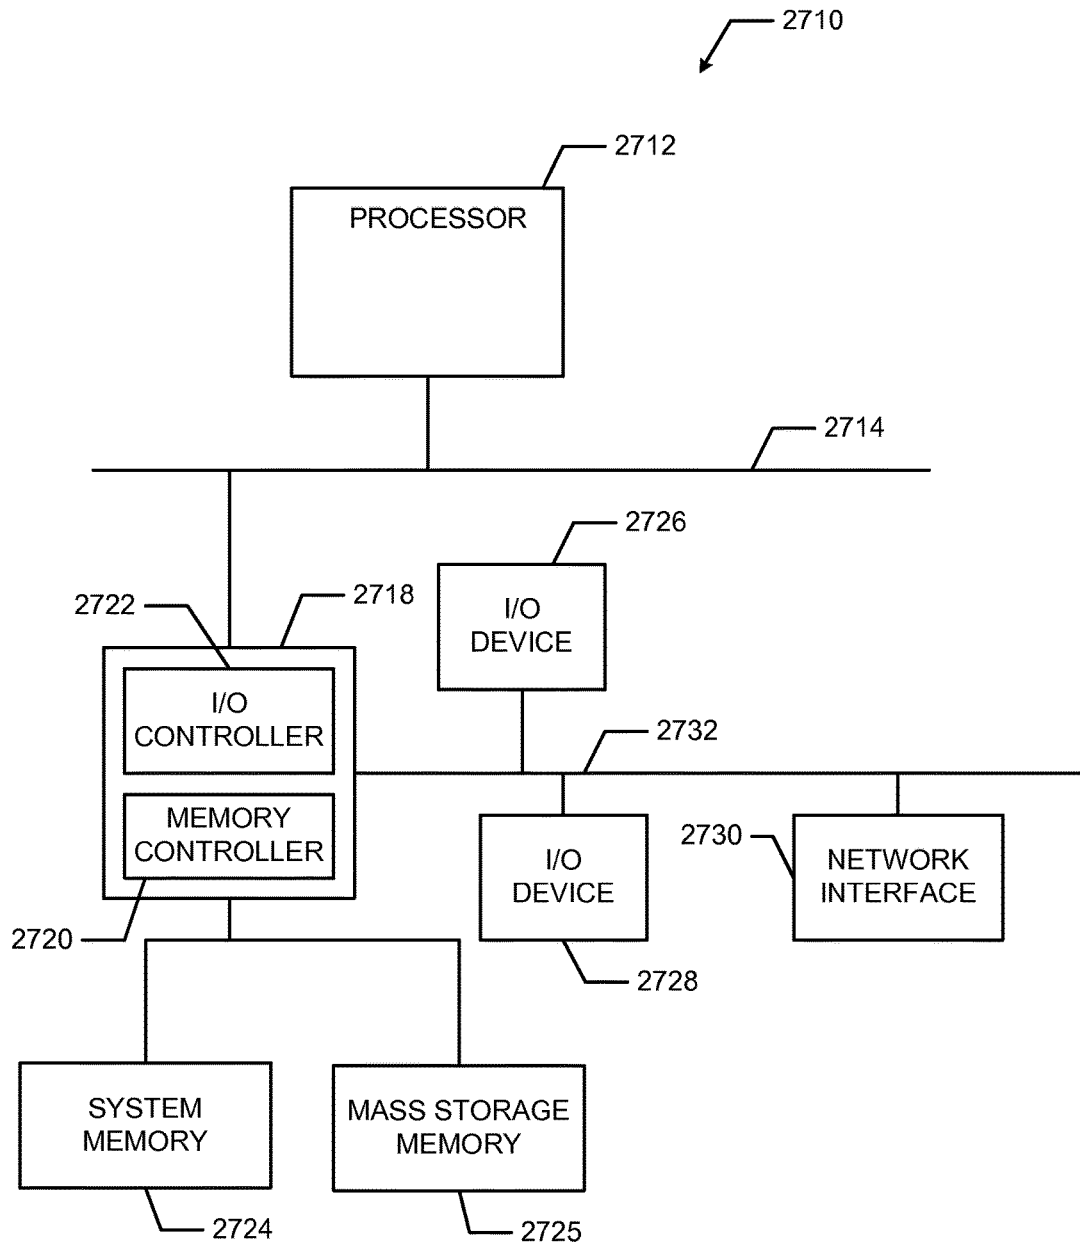 2710
2712
PROCESSOR
2714
2726
2718
2722
I/O
DEVICE
I/O
CONTROLLER
2732
MEMORY
CONTROLLER
2730
I/O
DEVICE
NETWORK
INTERFACE
2720
2728
SYSTEM
MEMORY
MASS STORAGE
MEMORY
2724
2725